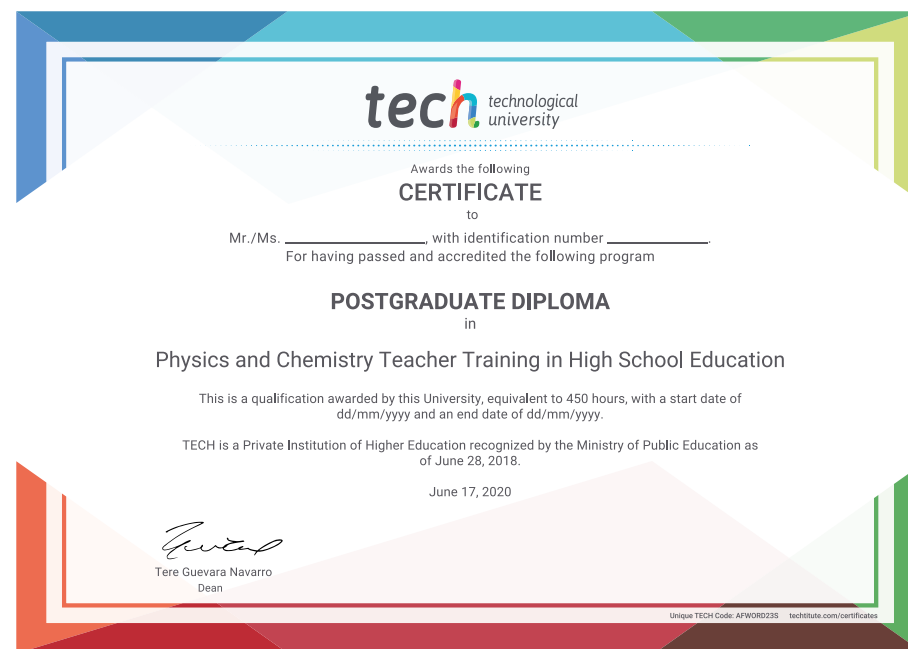 tech technological
university
Awards the following
CERTIFICATE
to
Mr./Ms. ____________________, with identification number ______________.
For having passed and accredited the following program
POSTGRADUATE DIPLOMA
in
Physics and Chemistry Teacher Training in High School Education
This is a qualification awarded by this University, equivalent to 450 hours, with a start date of
dd/mm/yyyy and an end date of dd/mm/yyyy.
TECH is a Private Institution of Higher Education recognized by the Ministry of Public Education as
of June 28, 2018.
June 17, 2020
Tere Guevara Navarro
Dean
Unique TECH Code: AFWORD23S techtitute.com/certificates